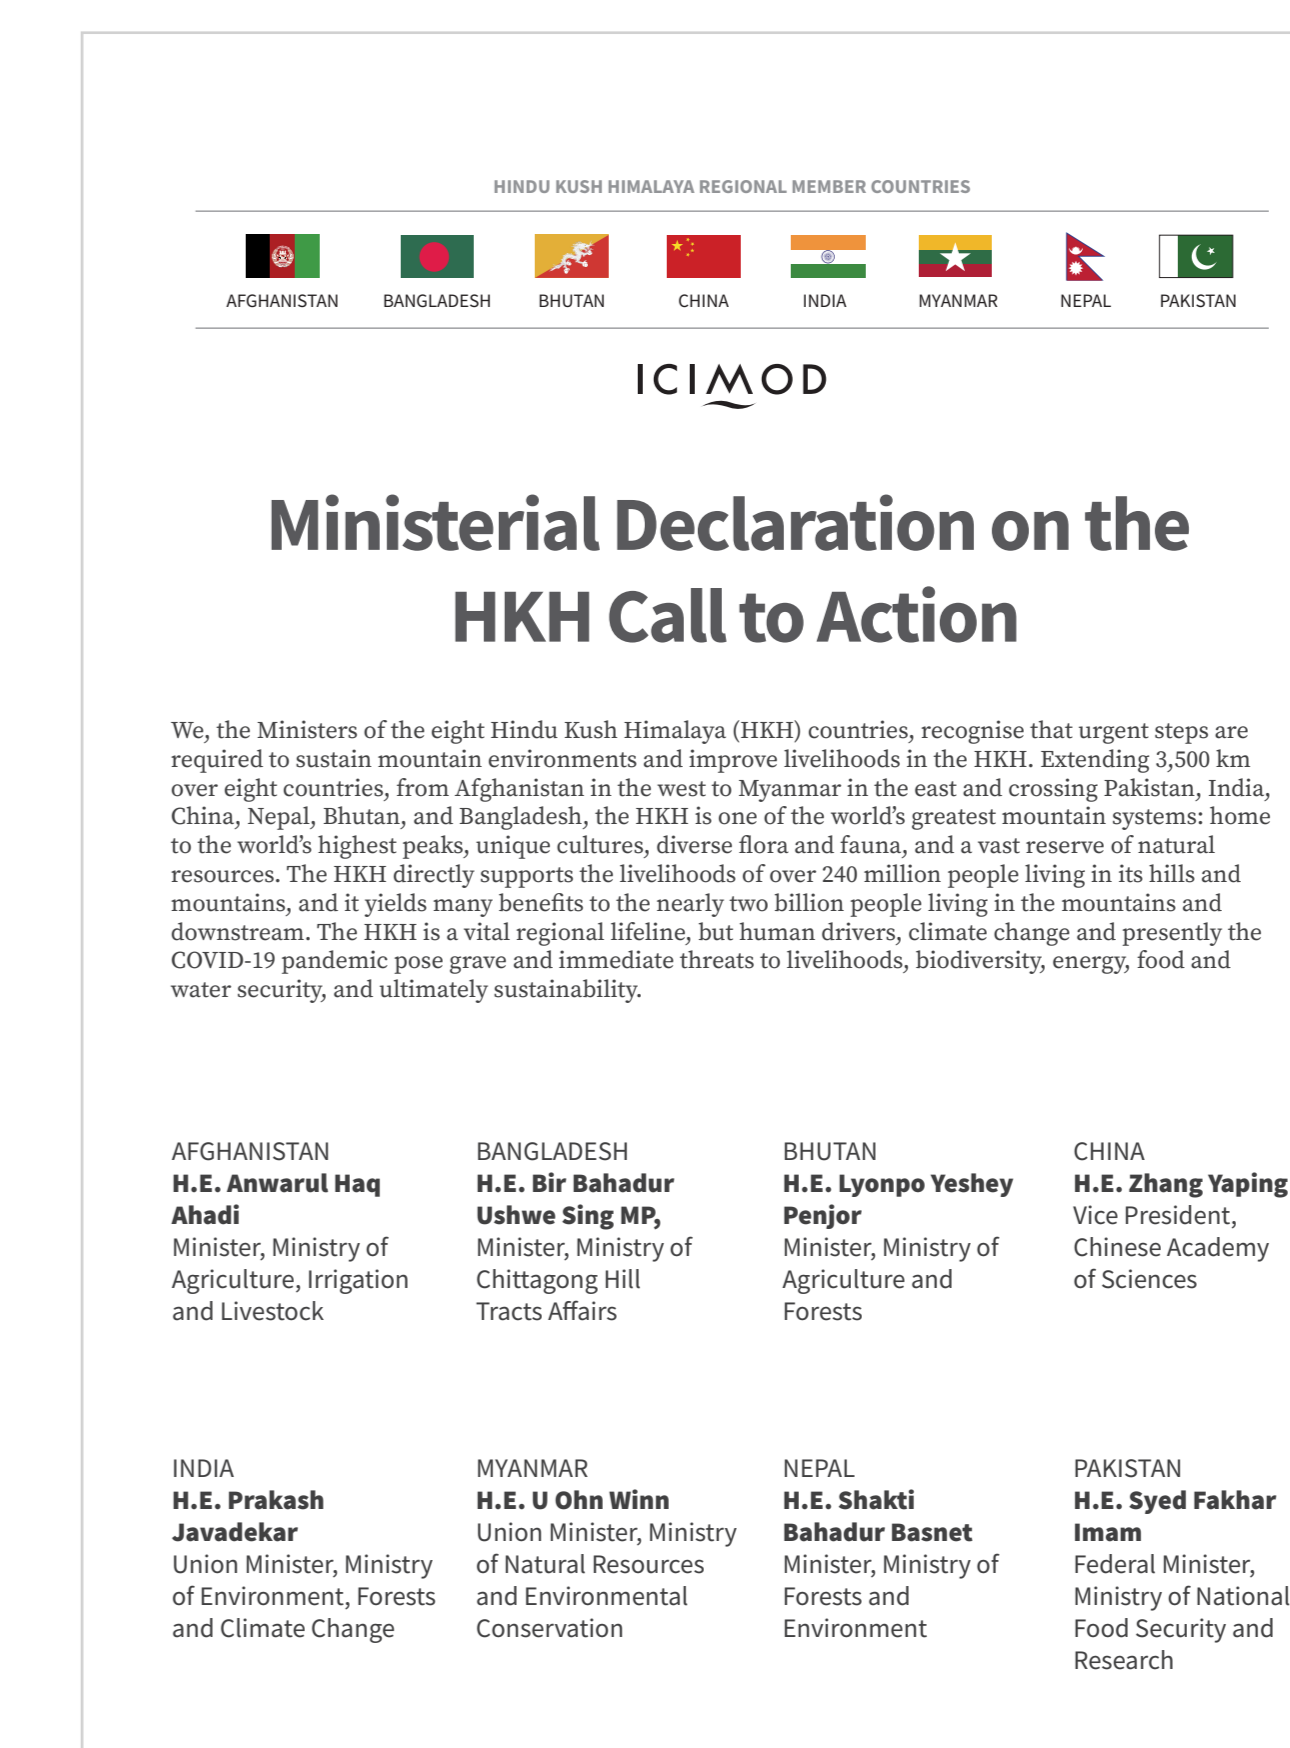 HINDU KUSH HIMALAYA REGIONAL MEMBER COUNTRIES
AFGHANISTAN BANGLADESH BHUTAN CHINA INDIA MYANMAR NEPAL PAKISTAN
ICIMOD
Ministerial Declaration on the
HKH Call to Action
We, the Ministers of the eight Hindu Kush Himalaya (HKH) countries, recognise that urgent steps are
required to sustain mountain environments and improve livelihoods in the HKH. Extending 3,500 km
over eight countries, from Afghanistan in the west to Myanmar in the east and crossing Pakistan, India,
China, Nepal, Bhutan, and Bangladesh, the HKH is one of the world’s greatest mountain systems: home
to the world’s highest peaks, unique cultures, diverse flora and fauna, and a vast reserve of natural
resources. The HKH directly supports the livelihoods of over 240 million people living in its hills and
mountains, and it yields many benefits to the nearly two billion people living in the mountains and
downstream. The HKH is a vital regional lifeline, but human drivers, climate change and presently the
COVID-19 pandemic pose grave and immediate threats to livelihoods, biodiversity, energy, food and
water security, and ultimately sustainability.
AFGHANISTAN
H.E. Anwarul Haq
Ahadi
Minister, Ministry of
Agriculture, Irrigation
and Livestock
BANGLADESH
H.E. Bir Bahadur
Ushwe Sing MP,
Minister, Ministry of
Chittagong Hill
Tracts Affairs
BHUTAN
H.E. Lyonpo Yeshey
Penjor
Minister, Ministry of
Agriculture and
Forests
CHINA
H.E. Zhang Yaping
Vice President,
Chinese Academy
of Sciences
INDIA
H.E. Prakash
Javadekar
Union Minister, Ministry
of Environment, Forests
and Climate Change
MYANMAR
H.E. U Ohn Winn
Union Minister, Ministry
of Natural Resources
and Environmental
Conservation
NEPAL
H.E. Shakti
Bahadur Basnet
Minister, Ministry of
Forests and
Environment
PAKISTAN
H.E. Syed Fakhar
Imam
Federal Minister,
Ministry of National
Food Security and
Research